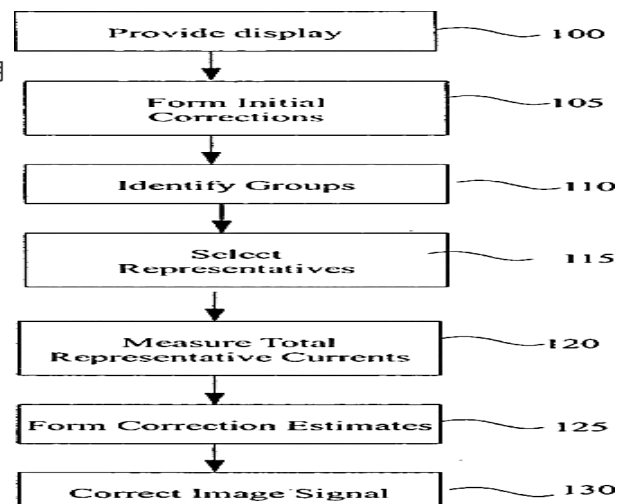 Provide display
100
Form Initial
Corrections
105
Identify Groups
110
Select
Representatives
115
Measure Total
Representative Currents
120
Form Correction Estimates
125
Correct Image Signal
130